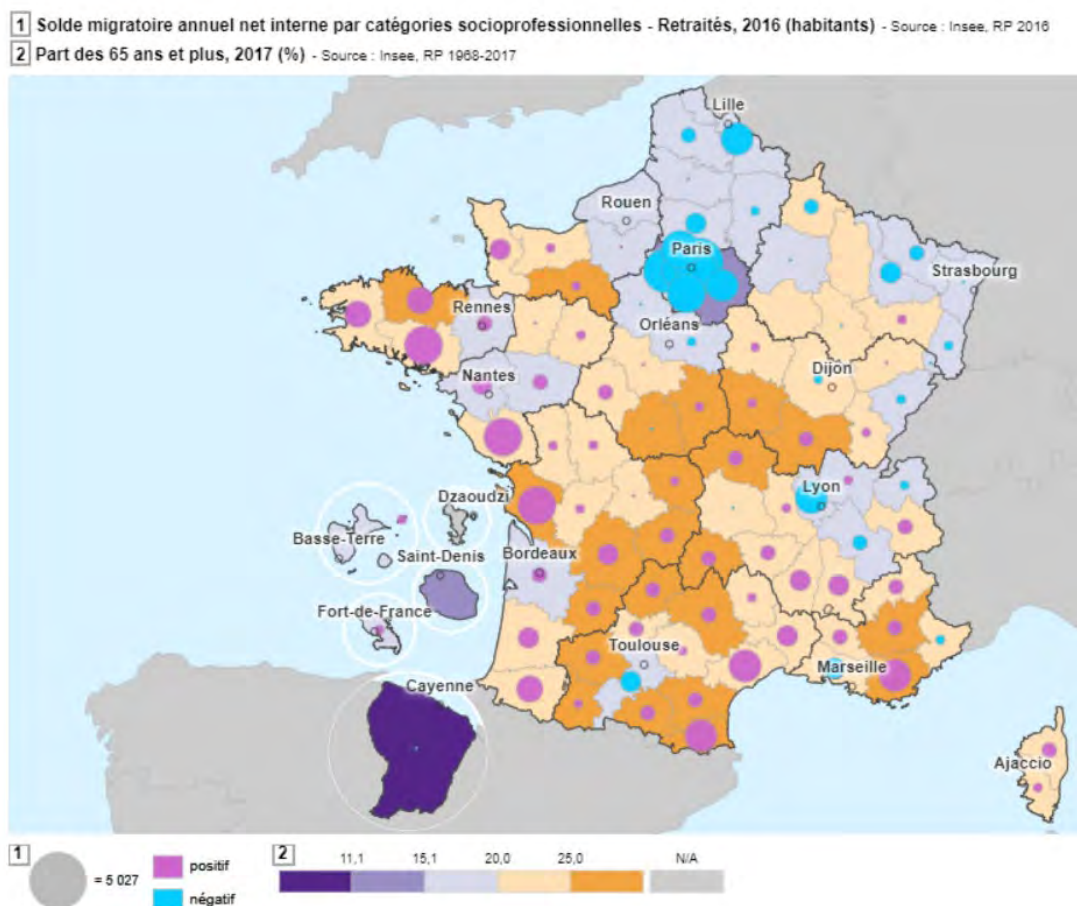 1 Solde migratoire annuel net interne par catégories socioprofessionnelles - Retraités, 2016 (habitants) - Source : Insee, RP 2016
2 Part des 65 ans et plus, 2017 (%) - Source : Insee, RP 1968-2017
Lille
Rouen
Paris
Strasbourg
Rennes
Orléans
Nantes
Dijon
Lyon
Dzaoudzi
Basse-Terre
Saint-Denis
Bordeaux
Fort-de-France
Toulouse
Marseille
Cayenne
Ajaccio
1
= 5 027
positif
négatif
2
11,1 15,1 20,0 25,0 N/A